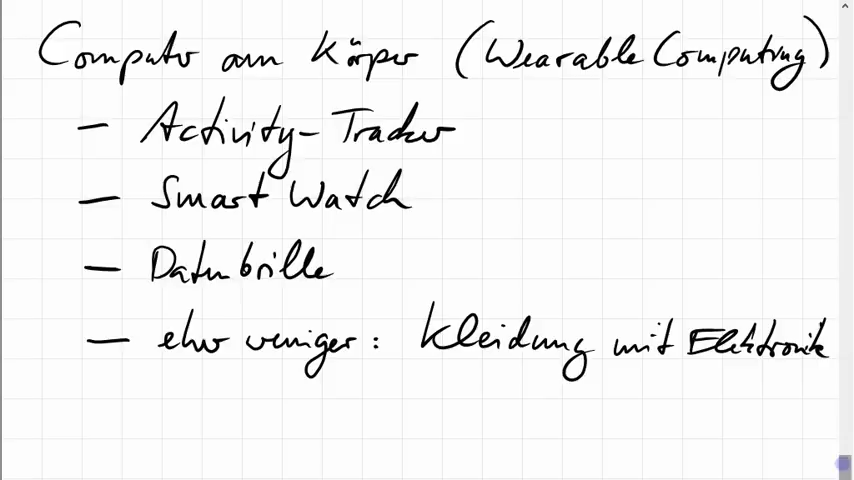 Computer am Körper (Wearable Computing)
- Activity-Tracker
- Smart Watch
- Datenbrille
- eher weniger: Kleidung mit Elektronik